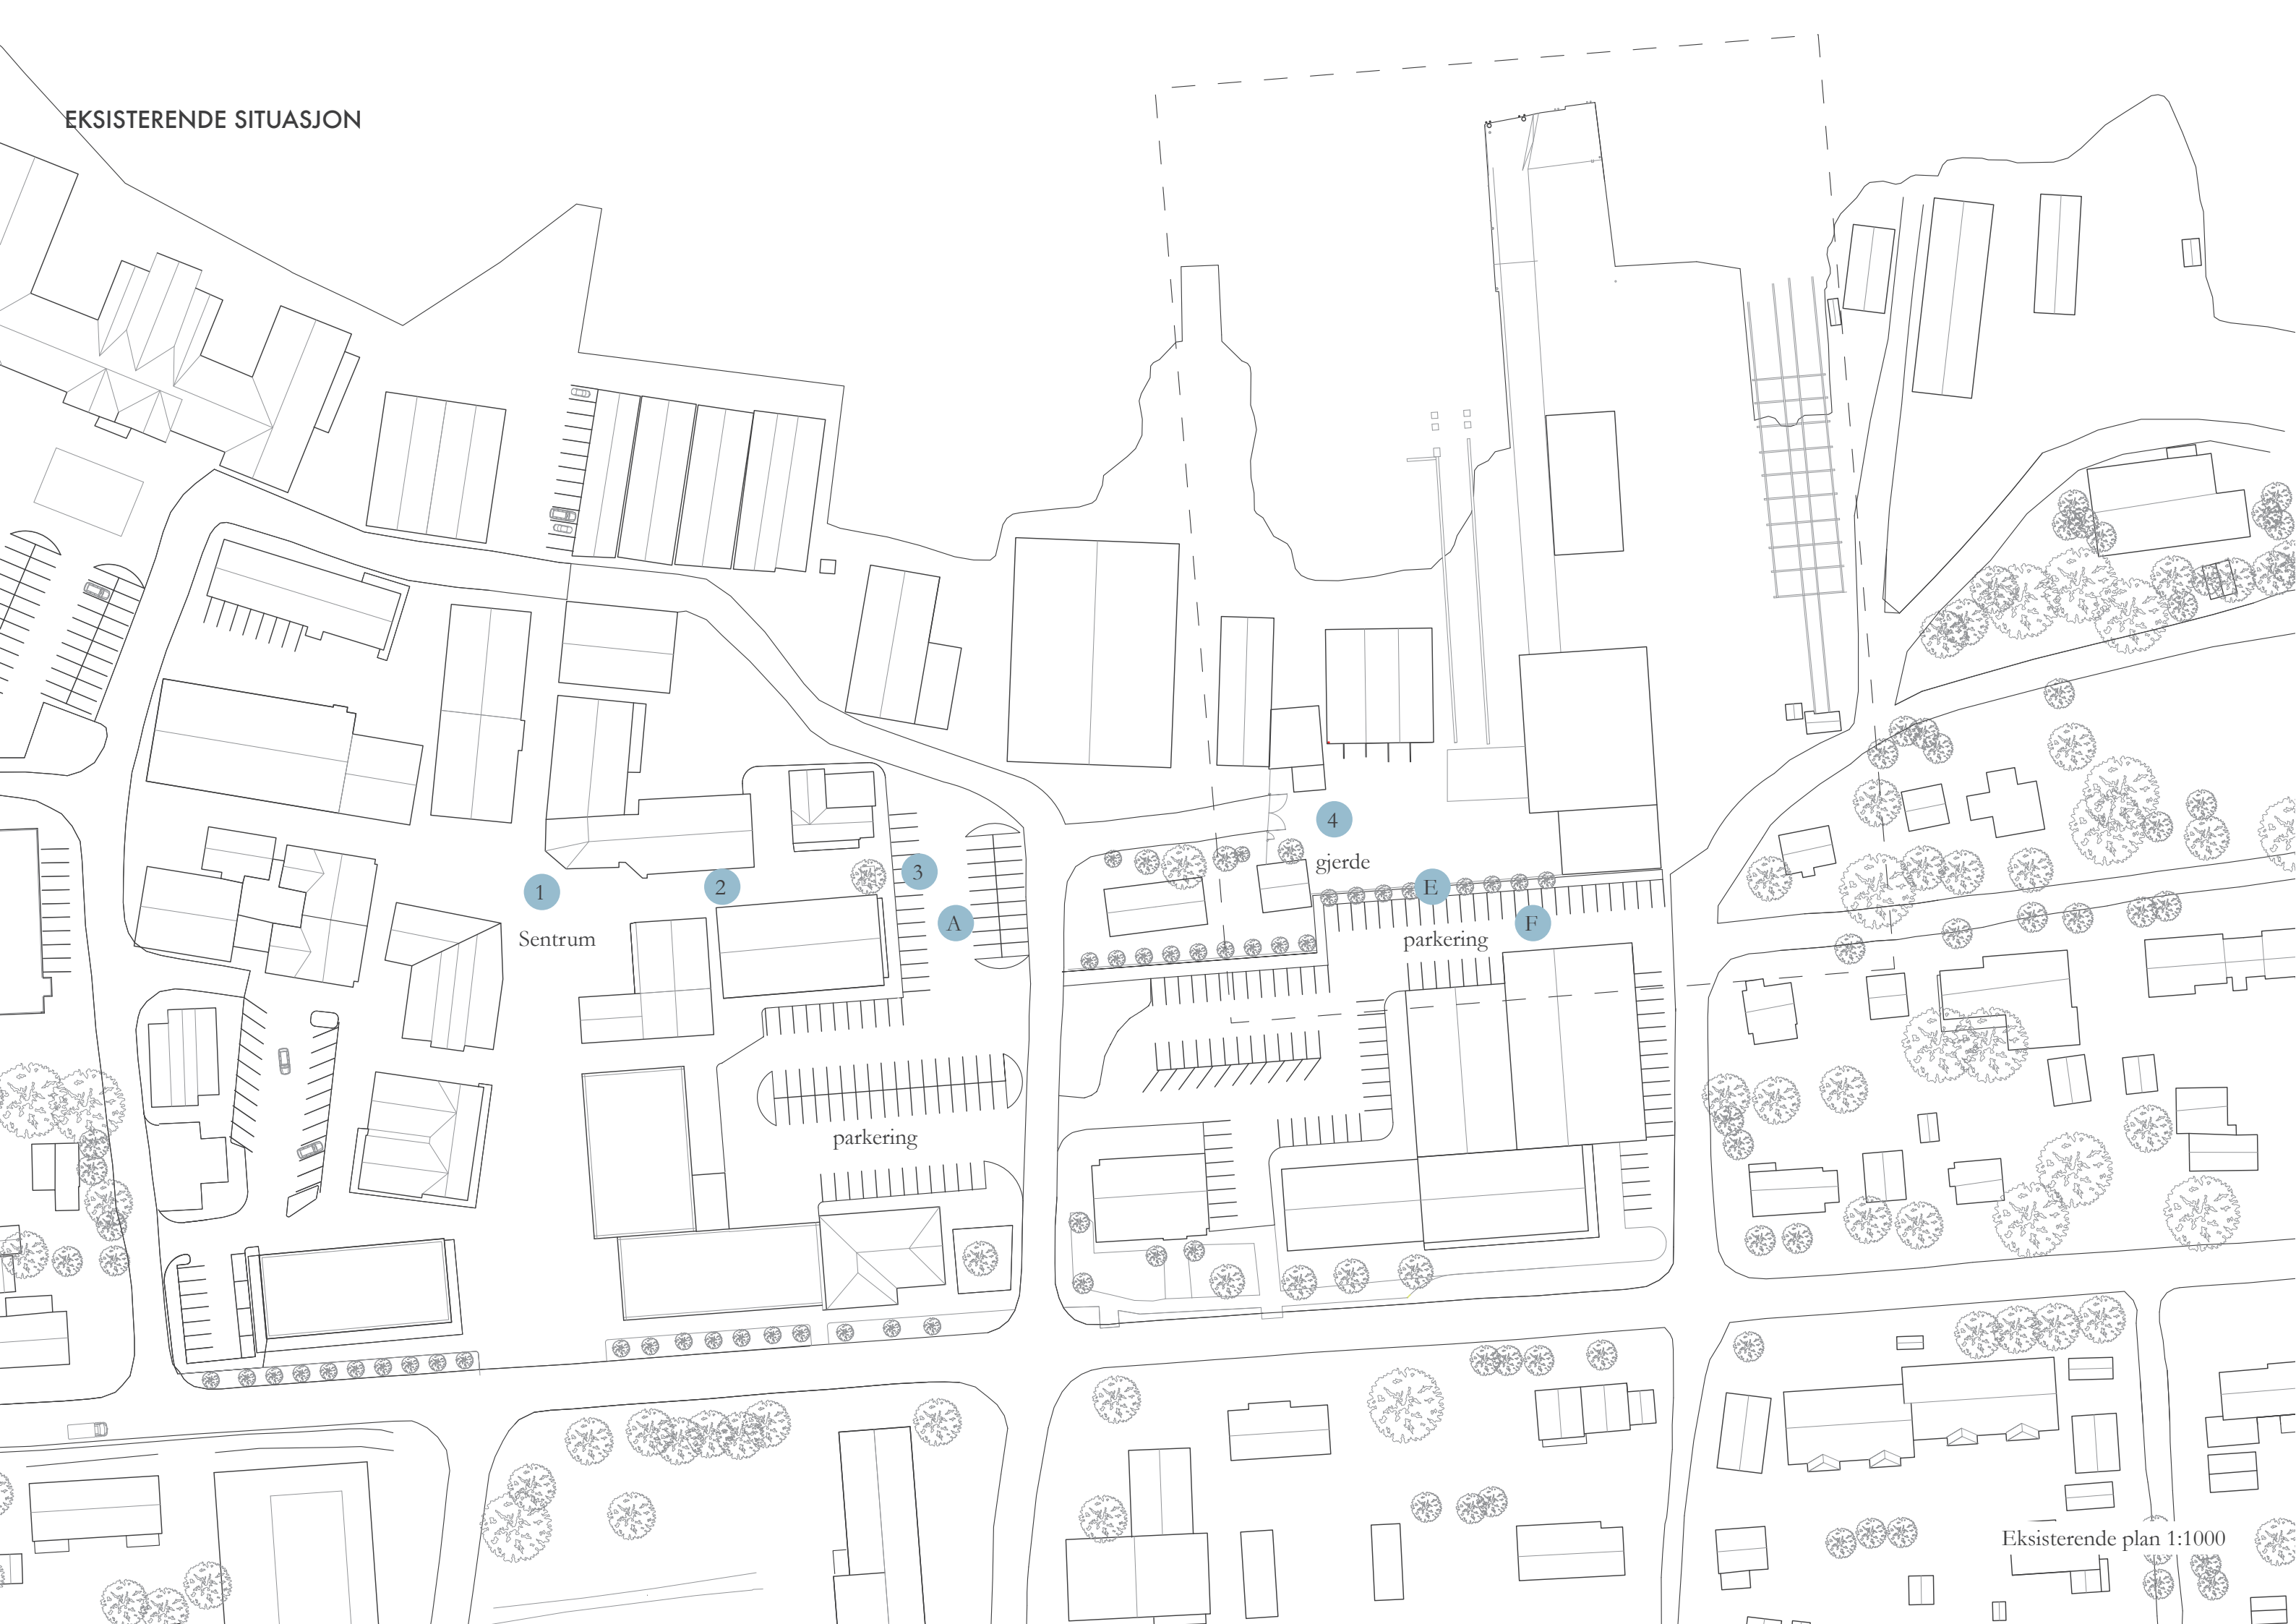 EKSISTERENDE SITUASJON
4
gjerde
3
2
E
1
A
F
Sentrum
parkering
parkering
Eksisterende plan 1:1000